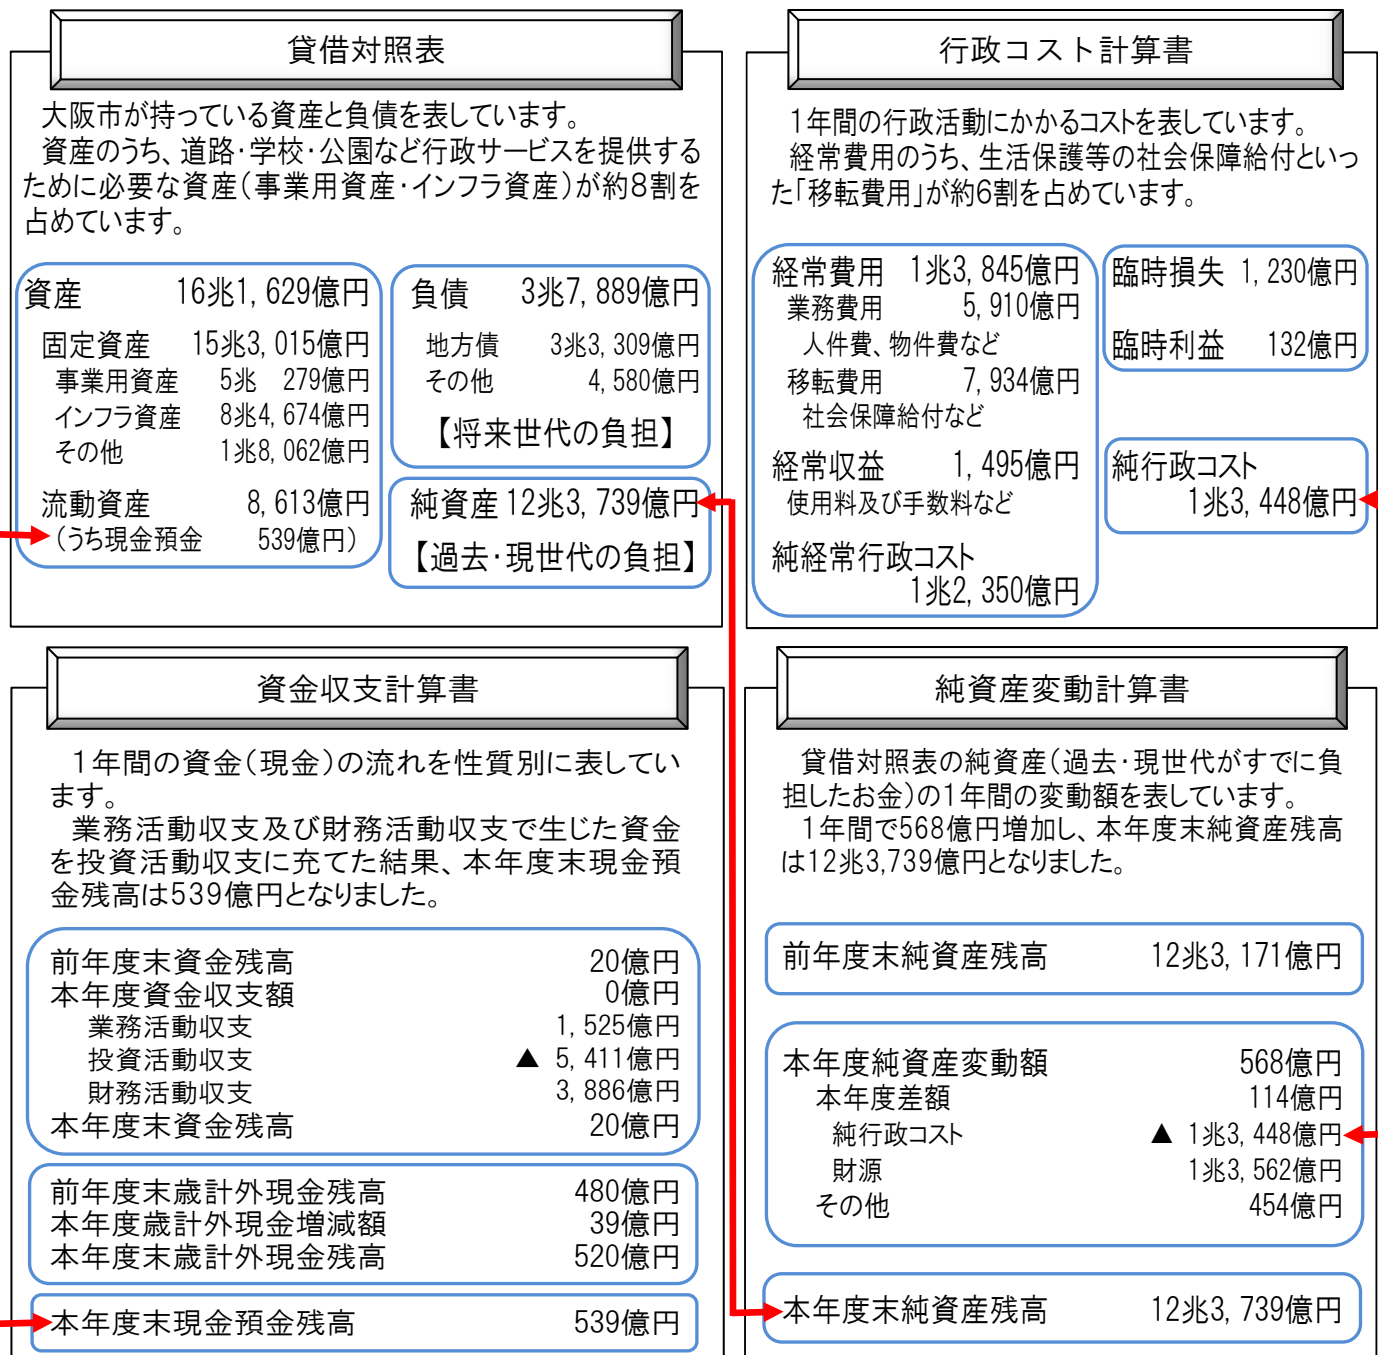 貸借対照表
大阪市が持っている資産と負債を表しています。
資産のうち、道路・学校・公園など行政サービスを提供する
ために必要な資産（事業用資産・インフラ資産）が約8割を
占めています。
資産 16兆1,629億円
固定資産 15兆3,015億円
事業用資産 5兆 279億円
インフラ資産 8兆4,674億円
その他 1兆8,062億円
流動資産 8,613億円
（うち現金預金 539億円）
負債 3兆7,889億円
地方債 3兆3,309億円
その他 4,580億円
【将来世代の負担】
純資産 12兆3,739億円
【過去・現世代の負担】
行政コスト計算書
1年間の行政活動にかかるコストを表しています。
経常費用のうち、生活保護等の社会保障給付といっ
た「移転費用」が約6割を占めています。
経常費用 1兆3,845億円
業務費用 5,910億円
人件費、物件費など
移転費用 7,934億円
社会保障給付など
経常収益 1,495億円
使用料及び手数料など
純経常行政コスト
1兆2,350億円
臨時損失 1,230億円
臨時利益 132億円
純行政コスト
1兆3,448億円
資金収支計算書
1年間の資金（現金）の流れを性質別に表してい
ます。
業務活動収支及び財務活動収支で生じた資金
を投資活動収支に充てた結果、本年度末現金預
金残高は539億円となりました。
前年度末資金残高 20億円
本年度資金収支額 0億円
業務活動収支 1,525億円
投資活動収支 ▲ 5,411億円
財務活動収支 3,886億円
本年度末資金残高 20億円
前年度末歳計外現金残高 480億円
本年度歳計外現金増減額 39億円
本年度末歳計外現金残高 520億円
本年度末現金預金残高 539億円
純資産変動計算書
貸借対照表の純資産（過去・現世代がすでに負
担したお金）の1年間の変動額を表しています。
1年間で568億円増加し、本年度末純資産残高
は12兆3,739億円となりました。
前年度末純資産残高 12兆3,171億円
本年度純資産変動額 568億円
本年度差額 114億円
純行政コスト ▲ 1兆3,448億円
財源 1兆3,562億円
その他 454億円
本年度末純資産残高 12兆3,739億円